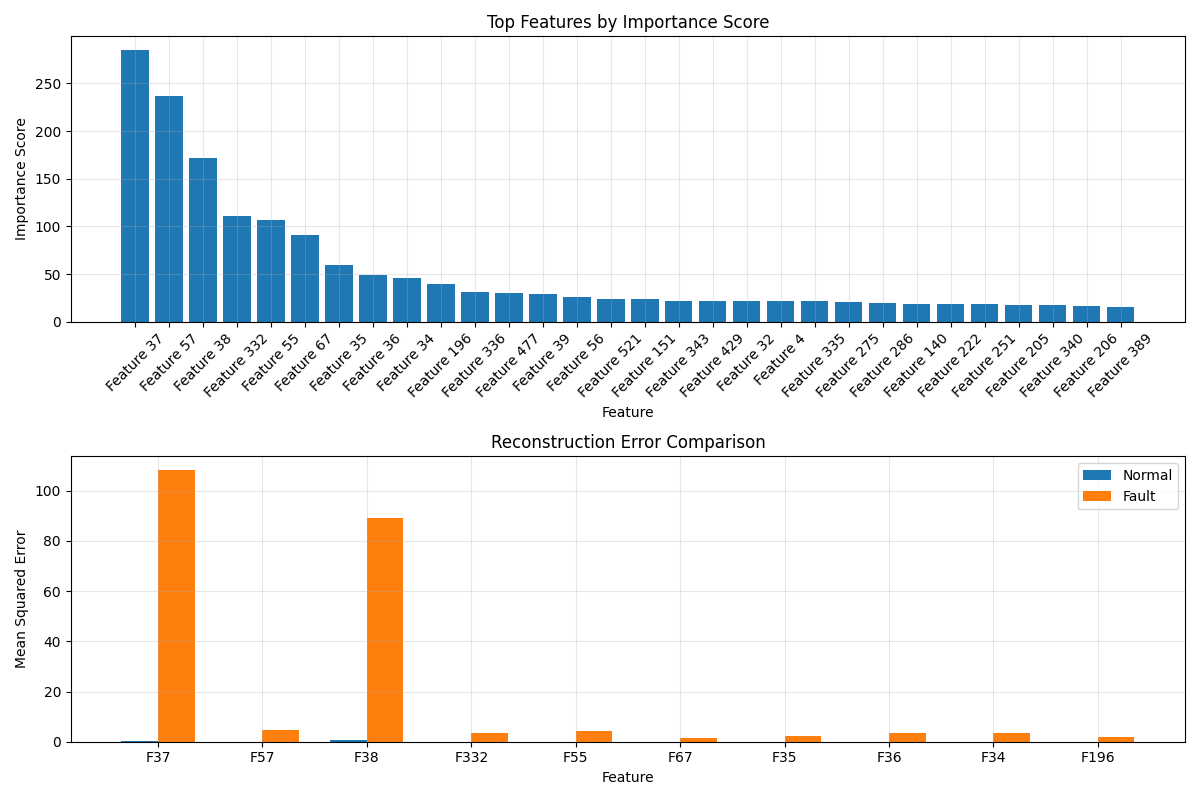 Top Features by Importance Score
Importance Score
250
200
150
100
50
0
Feature 37
Feature 57
Feature 38
Feature 332
Feature 55
Feature 67
Feature 35
Feature 36
Feature 34
Feature 196
Feature 336
Feature 477
Feature 39
Feature 56
Feature 521
Feature 151
Feature 343
Feature 429
Feature 32
Feature 4
Feature 335
Feature 275
Feature 286
Feature 140
Feature 222
Feature 251
Feature 205
Feature 340
Feature 206
Feature 389
Feature
Reconstruction Error Comparison
Mean Squared Error
100
80
60
40
20
0
Normal
Fault
F37
F57
F38
F332
F55
F67
F35
F36
F34
F196
Feature